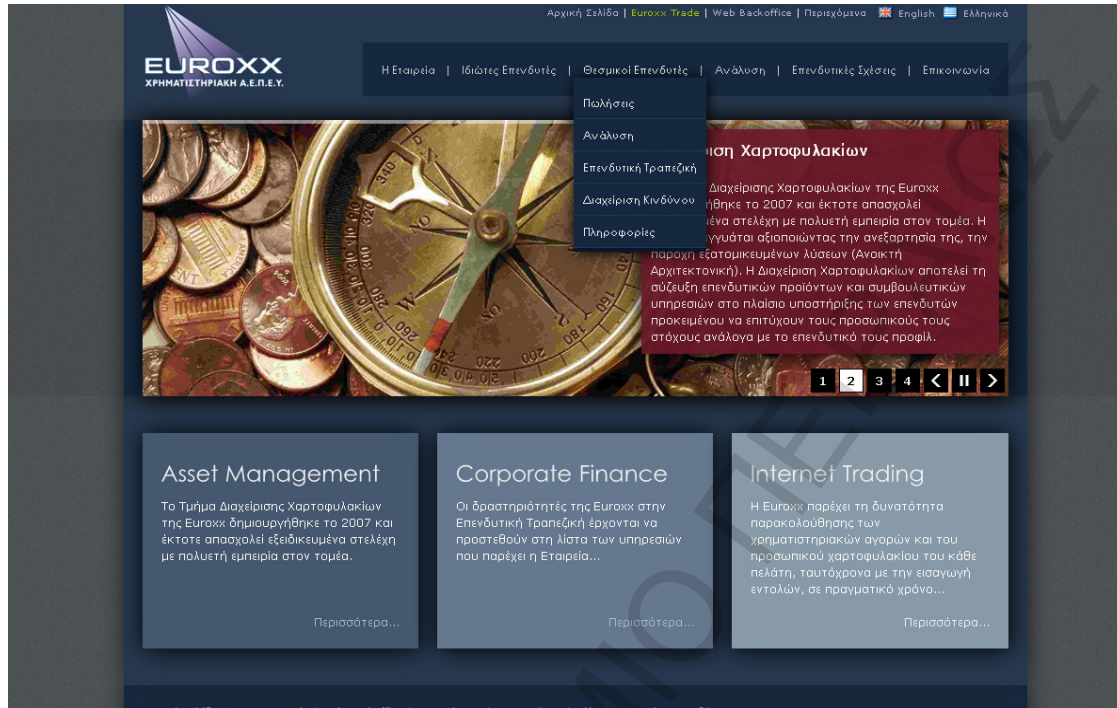 Αρχική Σελίδα | Euroxx Trade | Web Backoffice | Περιεχόμενα English Ελληνικά
EUROXX
ΧΡΗΜΑΤΙΣΤΗΡΙΑΚΗ Α.Ε.Π.Ε.Υ.
Η Εταιρεία | Ιδιώτες Επενδυτές | Θεσμικοί Επενδυτές | Ανάλυση | Επενδυτικές Σχέσεις | Επικοινωνία
Πωλήσεις
Ανάλυση
Επενδυτική Τραπεζική
Διαχείριση Κινδύνου
Πληροφορίες
ιση Χαρτοφυλακίων
Διαχείρισης Χαρτοφυλακίων της Euroxx
ήθηκε το 2007 και έκτοτε απασχολεί
ένα στελέχη με πολυετή εμπειρία στον τομέα. Η
γγυάται αξιοποιώντας την ανεξαρτησία της, την
παροχή εξατομικευμένων λύσεων (Ανοικτή
Αρχιτεκτονική). Η Διαχείριση Χαρτοφυλακίων αποτελεί τη
σύζευξη επενδυτικών προϊόντων και συμβουλευτικών
υπηρεσιών στο πλαίσιο υποστήριξης των επενδυτών
προκειμένου να επιτύχουν τους προσωπικούς τους
στόχους ανάλογα με το επενδυτικό τους προφίλ.
1 2 3 4
Asset Management
Το Τμήμα Διαχείρισης Χαρτοφυλακίων
της Euroxx δημιουργήθηκε το 2007 και
έκτοτε απασχολεί εξειδικευμένα στελέχη
με πολυετή εμπειρία στον τομέα.
Περισσότερα...
Corporate Finance
Οι δραστηριότητές της Euroxx στην
Επενδυτική Τραπεζική έρχονται να
προστεθούν στη λίστα των υπηρεσιών
που παρέχει η Εταιρεία...
Περισσότερα...
Internet Trading
Η Euroxx παρέχει τη δυνατότητα
παρακολούθησης των
χρηματιστηριακών αγορών και του
προσωπικού χαρτοφυλακίου του κάθε
πελάτη, ταυτόχρονα με την εισαγωγή
εντολών, σε πραγματικό χρόνο...
Περισσότερα...